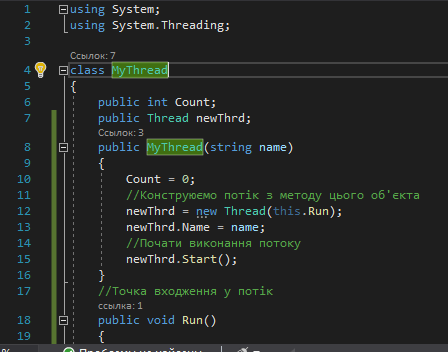 1 using System;
2 using System.Threading;
3
Ссылок: 7
4 class MyThread
5 {
6 public int Count;
7 public Thread newThrd;
Ссылок: 3
8 public MyThread(string name)
9 {
10 Count = 0;
11 //Конструюємо потік з методу цього об'єкта
12 newThrd = new Thread(this.Run);
13 newThrd.Name = name;
14 //Почати виконання потоку
15 newThrd.Start();
16 }
17 //Точка входження у потік
ссылка: 1
18 public void Run()
19 {